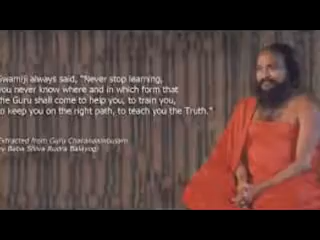 Swamiji always said, "Never stop learning,
you never know where and in which form that
the Guru shall come to help you, to train you,
to keep you on the right path, to teach you the Truth."
Extracted from Guru
by Baba Shiva Rudra Balayogi